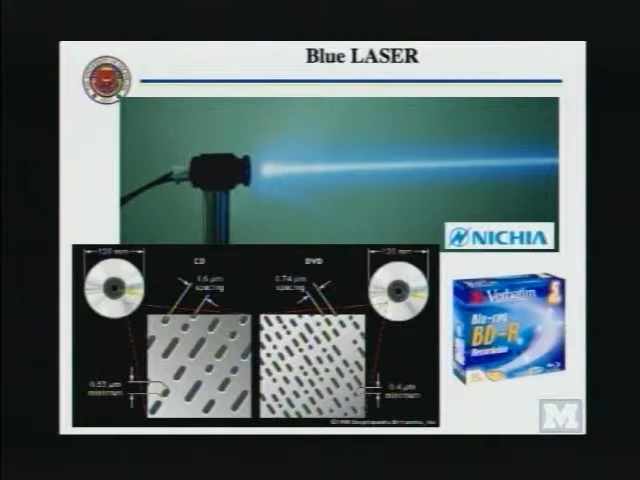 Blue LASER
NICHIA
120 mm
CD
DVD
120 mm
1.6 µm
spacing
0.74 µm
spacing
0.83 µm
minimum
0.4 µm
minimum
Verbatim
Blu-ray
BD-R
Recordable
M